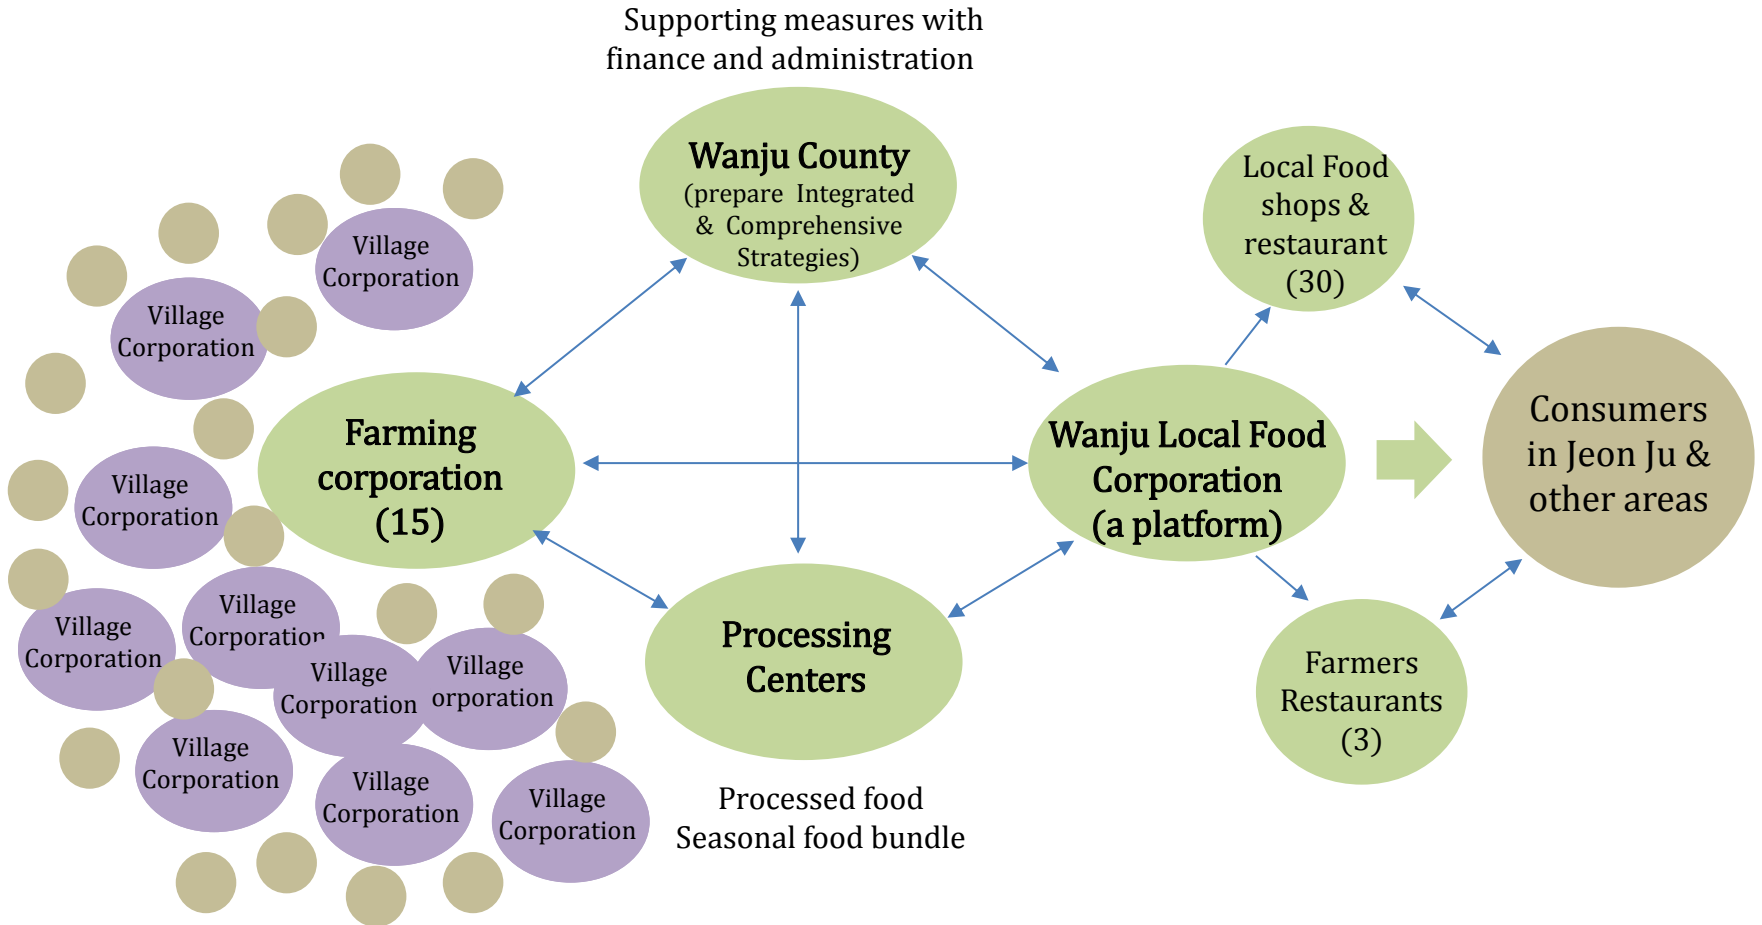 Supporting measures with
finance and administration
Wanju County
(prepare Integrated
& Comprehensive
Strategies)
Local Food
shops &
restaurant
(30)
Village
Corporation
Village
Corporation
Farming
corporation
(15)
Wanju Local Food
Corporation
(a platform)
Consumers
in Jeon Ju &
other areas
Village
Corporation
Village
Corporation
Village
Corporation
Village
Corporation
Village
orporation
Processing
Centers
Farmers
Restaurants
(3)
Village
Corporation
Village
Corporation
Village
Corporation
Processed food
Seasonal food bundle